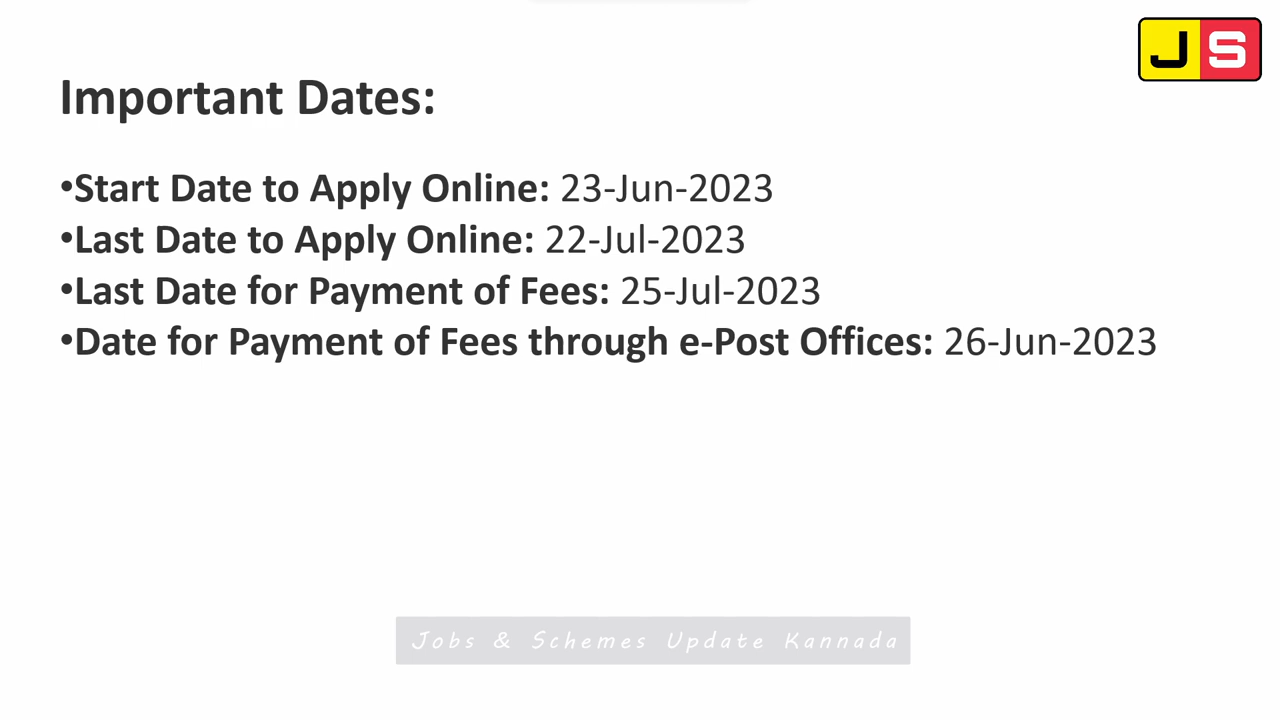 JS
Important Dates:
•Start Date to Apply Online: 23-Jun-2023
•Last Date to Apply Online: 22-Jul-2023
•Last Date for Payment of Fees: 25-Jul-2023
•Date for Payment of Fees through e-Post Offices: 26-Jun-2023
Jobs & Schemes Update Kannada